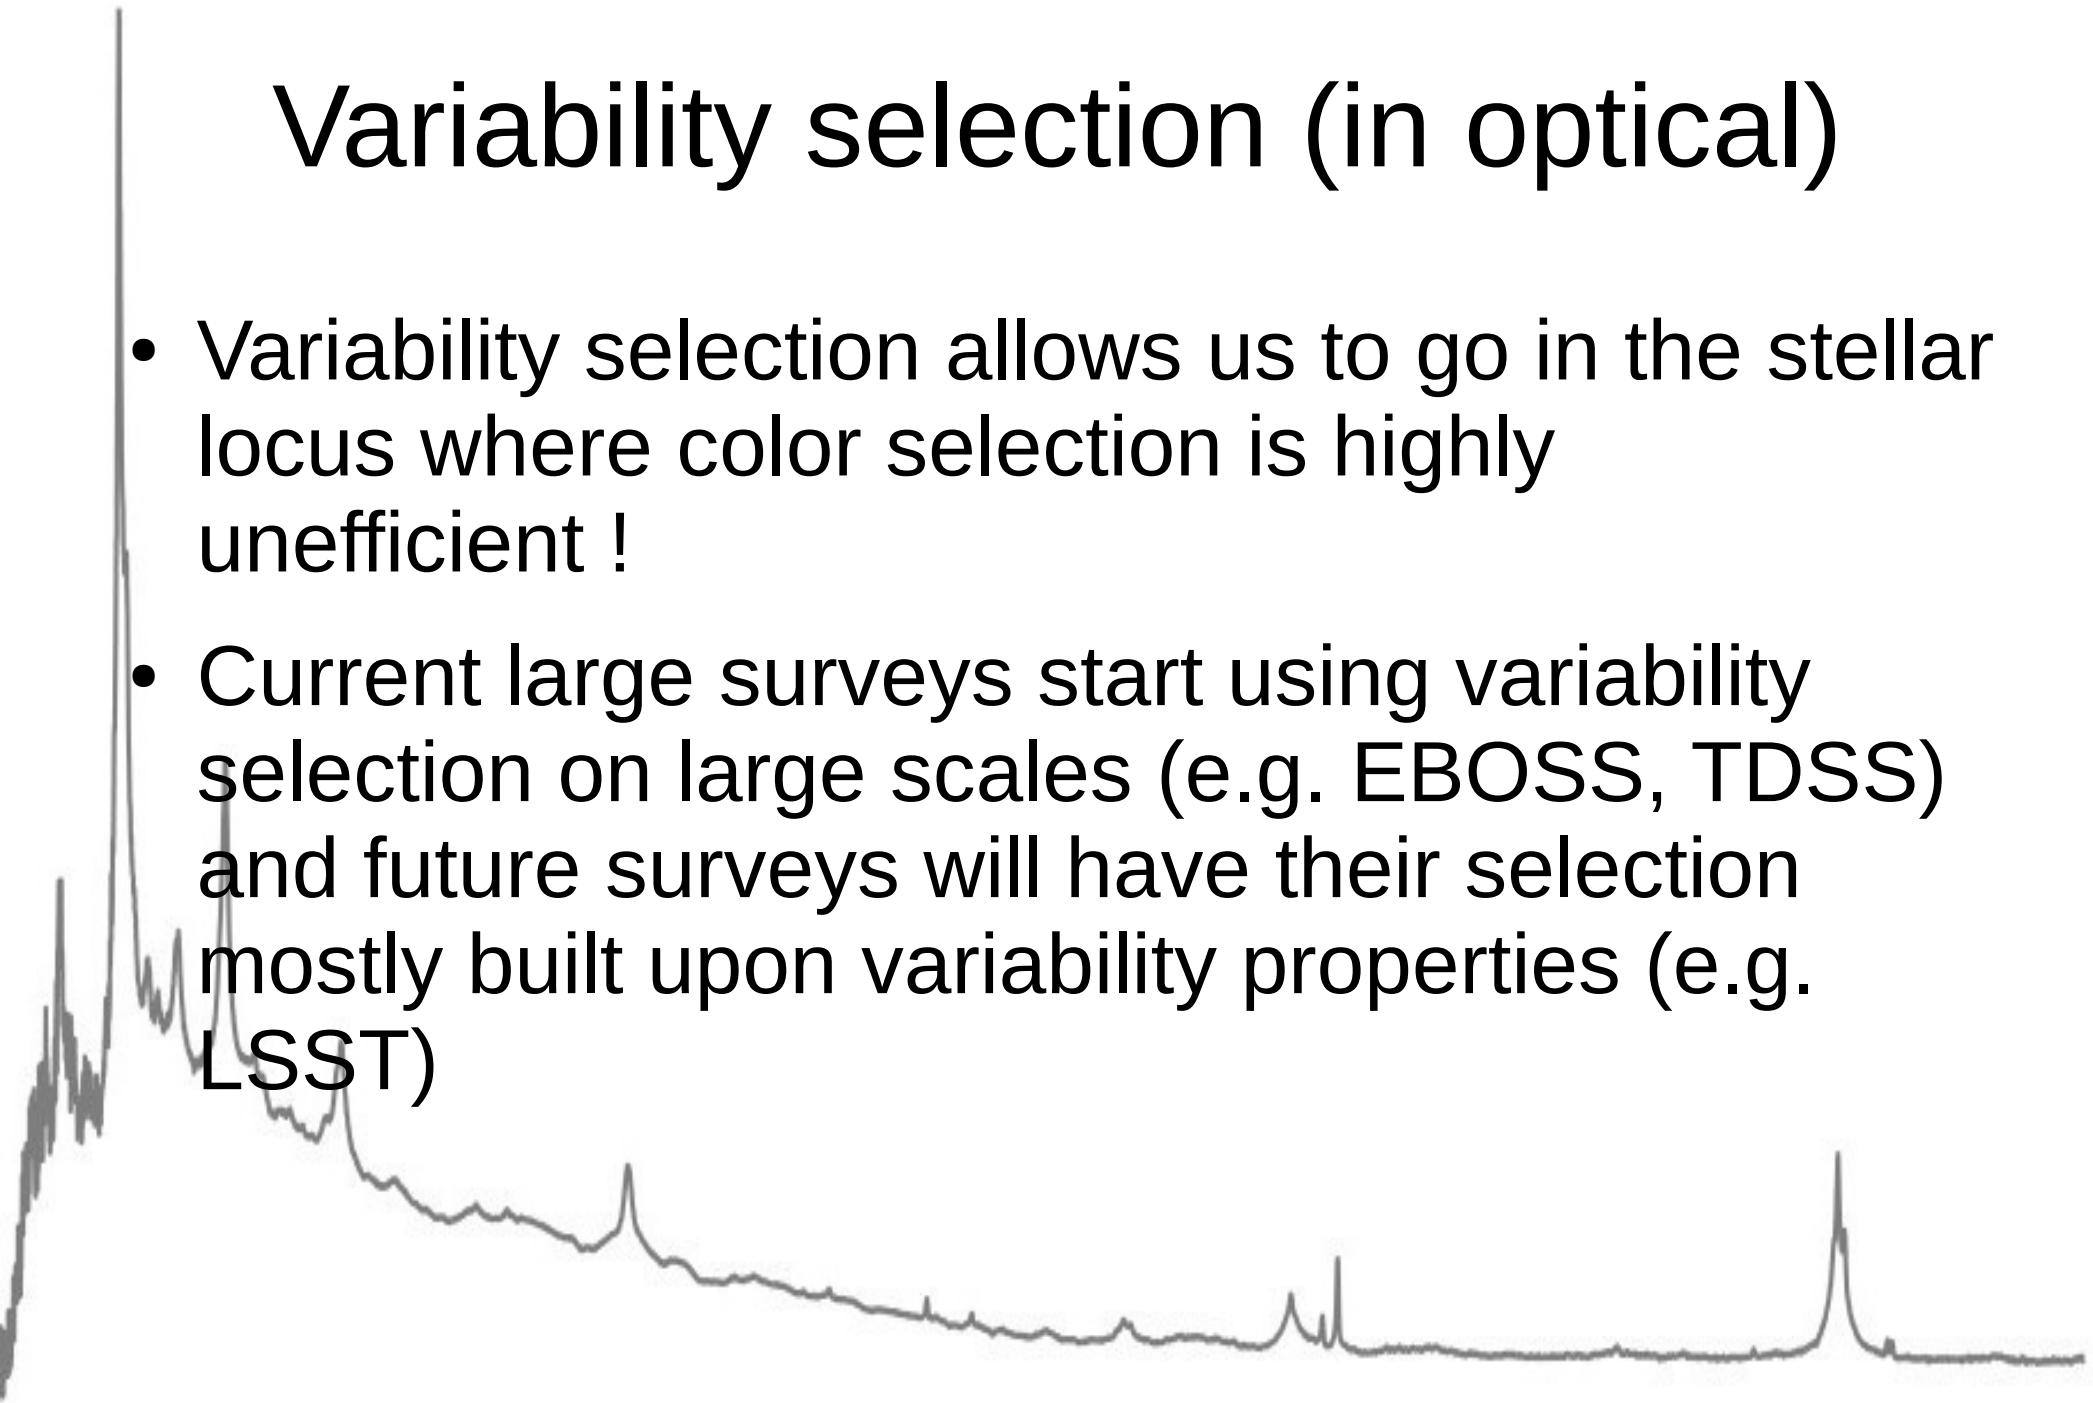 Variability selection (in optical)
• Variability selection allows us to go in the stellar
locus where color selection is highly
unefficient !
• Current large surveys start using variability
selection on large scales (e.g. EBOSS, TDSS)
and future surveys will have their selection
mostly built upon variability properties (e.g.
LSST)